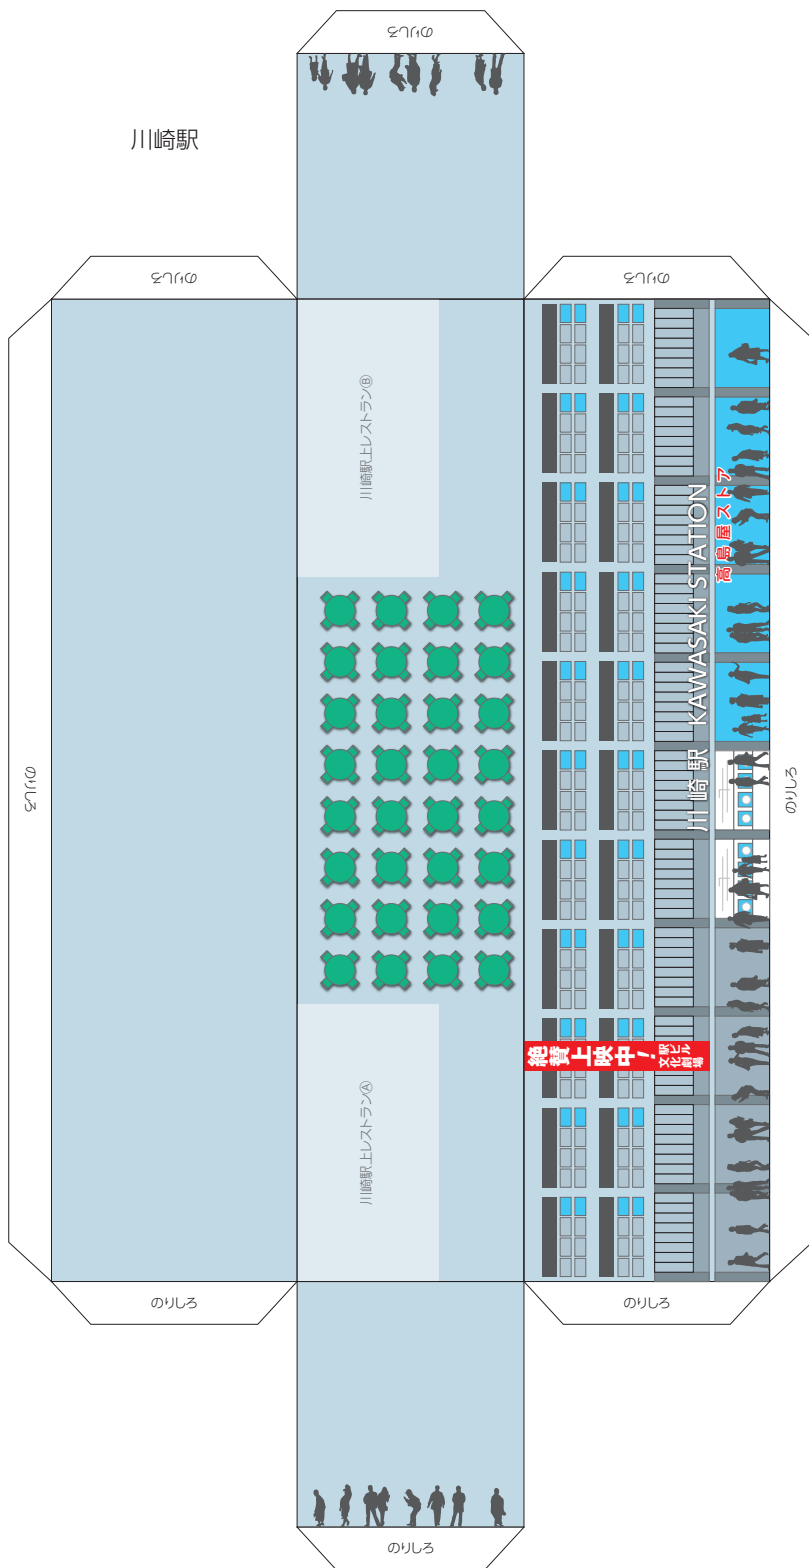 のりしろ
川崎駅
のりしろ
のりしろ
川崎駅上レストランⒷ
高島屋ストア
川崎駅 KAWASAKI STATION
のりしろ
のりしろ
絶賛上映中!
駅ビル
文化劇場
川崎駅上レストランⒶ
のりしろ
のりしろ
のりしろ